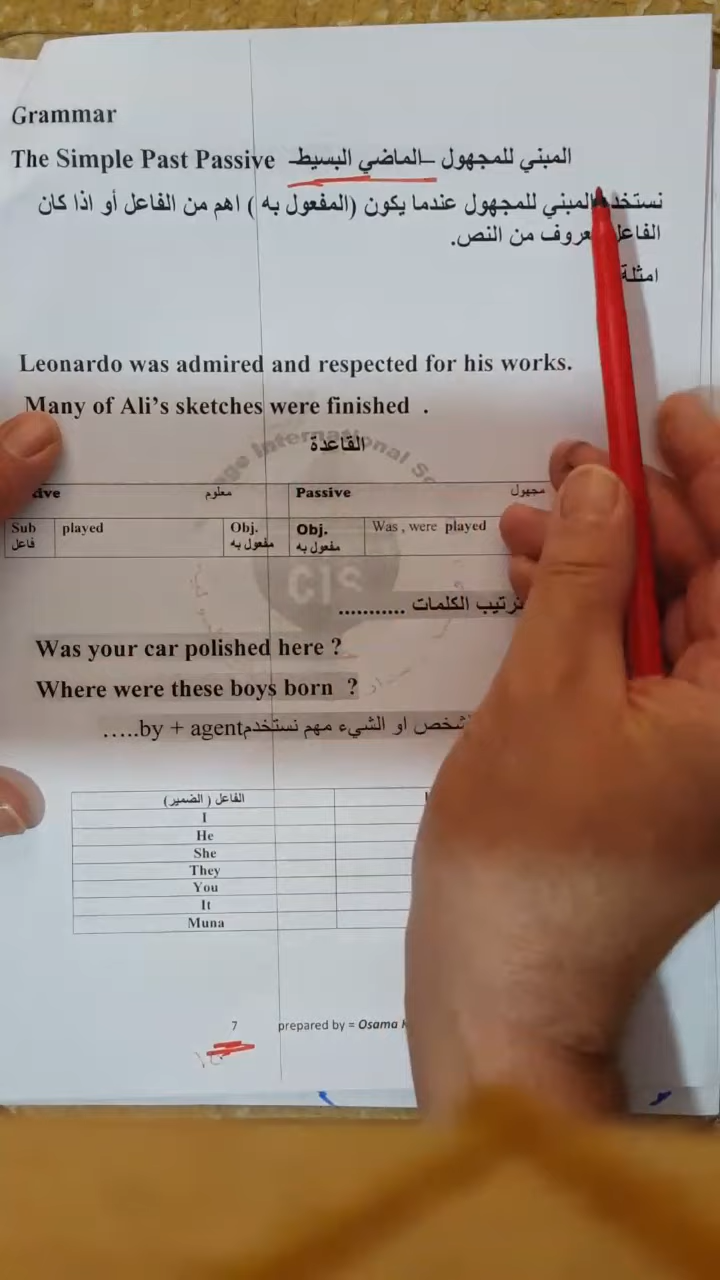 Grammar
The Simple Past Passive المبني للمجهول – الماضي البسيط-
نستخدم المبني للمجهول عندما يكون (المفعول به ) اهم من الفاعل أو اذا كان
الفاعل معروف من النص.
امثلة
Leonardo was admired and respected for his works.
Many of Ali's sketches were finished .
القاعدة
معلوم Passive مجهول
Sub played Obj. Obj. Was , were played
فاعل مفعول به مفعول به
ترتيب الكلمات ...........
Was your car polished here ?
Where were these boys born ?
او الشيء مهم نستخدم by + agent.....
الفاعل ( الضمير)
I
He
She
They
You
It
Muna
7 prepared by = Osama